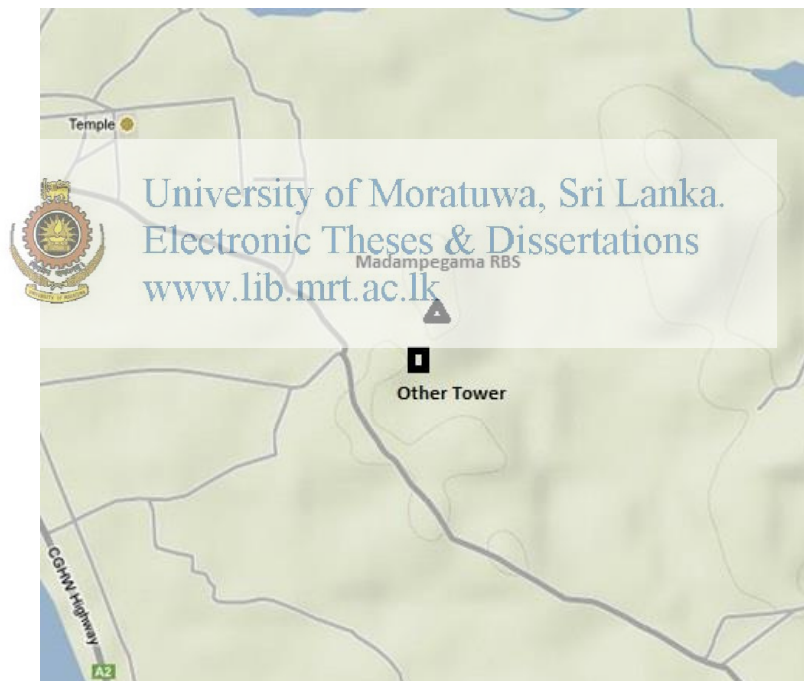 Temple
University of Moratuwa, Sri Lanka.
Electronic Theses & Dissertations
Madampegama RBS
www.lib.mrt.ac.lk
Other Tower
CGHW Highway
A2